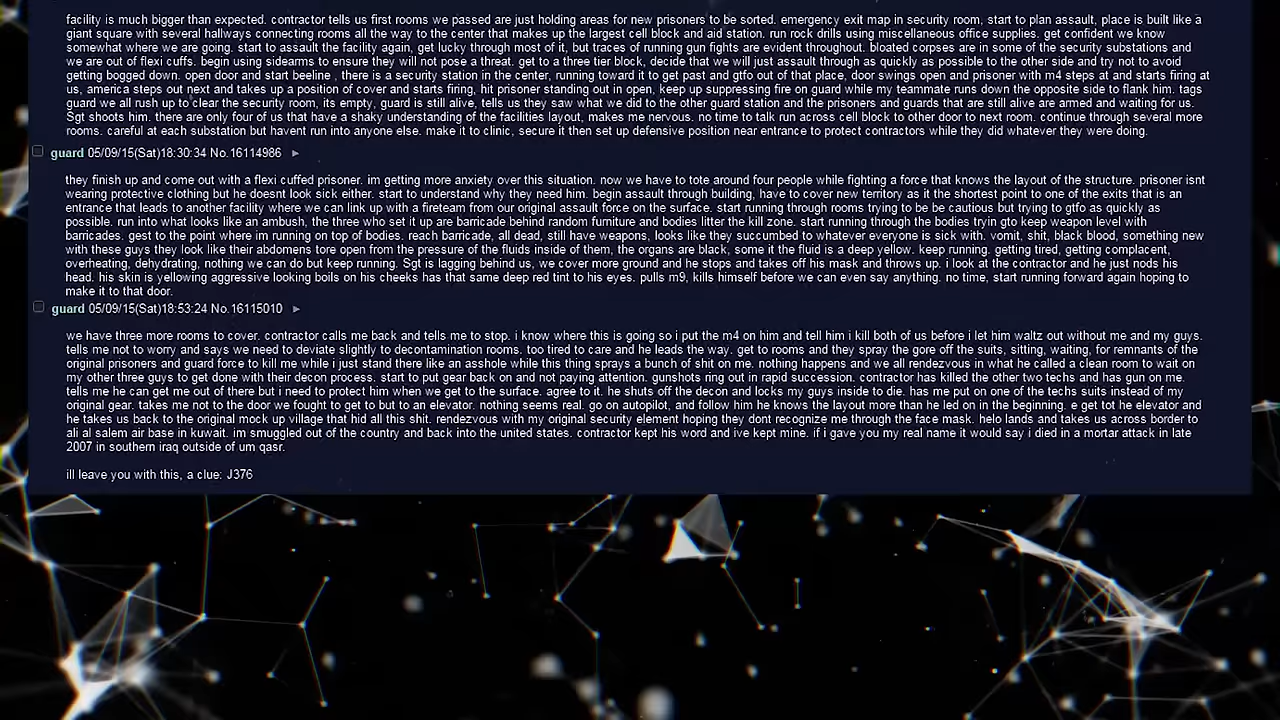 facility is much bigger than expected. contractor tells us first rooms we passed are just holding areas for new prisoners to be sorted. emergency exit map in security room, start to plan assault, place is built like a
giant square with several hallways connecting rooms all the way to the center that makes up the largest cell block and aid station. run rock drills using miscellaneous office supplies. get confident we know
somewhat where we are going. start to assault the facility again, get lucky through most of it, but traces of running gun fights are evident throughout. bloated corpses are in some of the security substations and
we are out of flexi cuffs. begin using sidearms to ensure they will not pose a threat. get to a three tier block, decide that we will just assault through as quickly as possible to the other side and try not to avoid
getting bogged down. open door and start beeline , there is a security station in the center, running toward it to get past and gtfo out of that place, door swings open and prisoner with m4 steps at and starts firing at
us, america steps out next and takes up a position of cover and starts firing, hit prisoner standing out in open, keep up suppressing fire on guard while my teammate runs down the opposite side to flank him. tags
guard we all rush up to clear the security room, its empty, guard is still alive, tells us they saw what we did to the other guard station and the prisoners and guards that are still alive are armed and waiting for us.
Sgt shoots him. there are only four of us that have a shaky understanding of the facilities layout, makes me nervous. no time to talk run across cell block to other door to next room. continue through several more
rooms. careful at each substation but havent run into anyone else. make it to clinic, secure it then set up defensive position near entrance to protect contractors while they did whatever they were doing.
guard 05/09/15(Sat)18:30:34 No.16114986 ►
they finish up and come out with a flexi cuffed prisoner. im getting more anxiety over this situation. now we have to tote around four people while fighting a force that knows the layout of the structure. prisoner isnt
wearing protective clothing but he doesnt look sick either. start to understand why they need him. begin assault through building, have to cover new territory as it the shortest point to one of the exits that is an
entrance that leads to another facility where we can link up with a fireteam from our original assault force on the surface. start running through rooms trying to be be cautious but trying to gtfo as quickly as
possible. run into what looks like an ambush, the three who set it up are barricade behind random furniture and bodies litter the kill zone. start running through the bodies tryin gto keep weapon level with
barricades. gest to the point where im running on top of bodies. reach barricade, all dead, still have weapons, looks like they succumbed to whatever everyone is sick with. vomit, shit, black blood, something new
with these guys they look like their abdomens tore open from the pressure of the fluids inside of them, the organs are black, some it the fluid is a deep yellow. keep running. getting tired, getting complacent,
overheating, dehydrating, nothing we can do but keep running. Sgt is lagging behind us, we cover more ground and he stops and takes off his mask and throws up. i look at the contractor and he just nods his
head. his skin is yellowing aggressive looking boils on his cheeks has that same deep red tint to his eyes. pulls m9, kills himself before we can even say anything. no time, start running forward again hoping to
make it to that door.
guard 05/09/15(Sat)18:53:24 No.16115010 ►
we have three more rooms to cover. contractor calls me back and tells me to stop. i know where this is going so i put the m4 on him and tell him i kill both of us before i let him waltz out without me and my guys.
tells me not to worry and says we need to deviate slightly to decontamination rooms. too tired to care and he leads the way. get to rooms and they spray the gore off the suits, sitting, waiting, for remnants of the
original prisoners and guard force to kill me while i just stand there like an asshole while this thing sprays a bunch of shit on me. nothing happens and we all rendezvous in what he called a clean room to wait on
my other three guys to get done with their decon process. start to put gear back on and not paying attention. gunshots ring out in rapid succession. contractor has killed the other two techs and has gun on me.
tells me he can get me out of there but i need to protect him when we get to the surface. agree to it. he shuts off the decon and locks my guys inside to die. has me put on one of the techs suits instead of my
original gear. takes me not to the door we fought to get to but to an elevator. nothing seems real. go on autopilot, and follow him he knows the layout more than he led on in the beginning. e get tot he elevator and
he takes us back to the original mock up village that hid all this shit. rendezvous with my original security element hoping they dont recognize me through the face mask. helo lands and takes us across border to
ali al salem air base in kuwait. im smuggled out of the country and back into the united states. contractor kept his word and ive kept mine. if i gave you my real name it would say i died in a mortar attack in late
2007 in southern iraq outside of um qasr.
ill leave you with this, a clue: J376